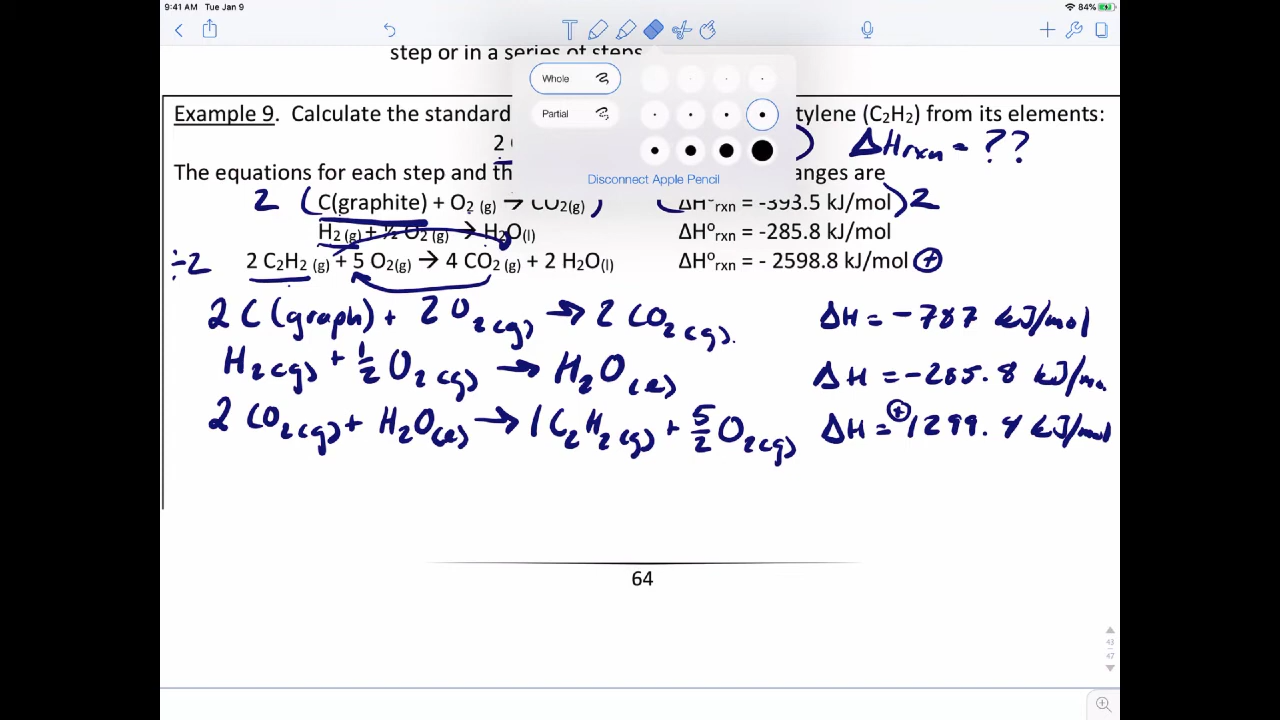 9:41 AM Tue Jan 9
84%
step or in a series of steps
Whole
Partial
Disconnect Apple Pencil
Example 9. Calculate the standard tylene (C₂H₂) from its elements:
2 ) ΔHrxn = ??
The equations for each step and th anges are
2 ( C(graphite) + O₂ (g) → CO₂(g) ) ( ΔH°rxn = -393.5 kJ/mol ) 2
H₂ (g) + ½ O₂ (g) → H₂O(l) ΔH°rxn = -285.8 kJ/mol
÷2 2 C₂H₂ (g) + 5 O₂(g) → 4 CO₂ (g) + 2 H₂O(l) ΔH°rxn = - 2598.8 kJ/mol +
2 C (graph) + 2 O₂(g) → 2 CO₂(g). ΔH = -787 kJ/mol
H₂(g) + 1/2 O₂(g) → H₂O(l) ΔH = -285.8 kJ/mo
2 CO₂(g) + H₂O(l) → 1 C₂H₂(g) + 5/2 O₂(g) ΔH = +1299.4 kJ/mol
64
43
47